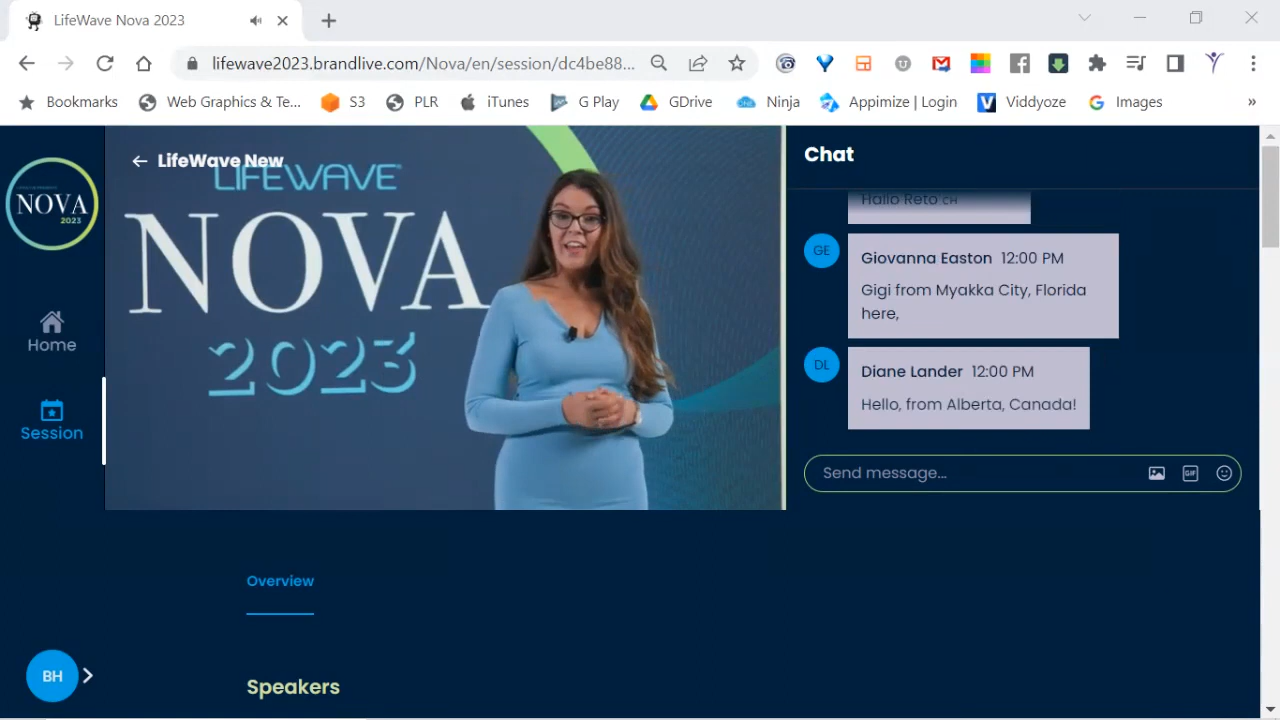 LifeWave Nova 2023
lifewave2023.brandlive.com/Nova/en/session/dc4be88...
Bookmarks
Web Graphics & Te...
S3
PLR
iTunes
G Play
GDrive
ONE
Ninja
Appimize | Login
Viddyoze
Images
»
NOVA
2023
Home
Session
LifeWave New
LIFEWAVE
NOVA
2023
Chat
Hallo Reto CH
GE
Giovanna Easton 12:00 PM
Gigi from Myakka City, Florida
here,
DL
Diane Lander 12:00 PM
Hello, from Alberta, Canada!
Send message...
GIF
Overview
BH
Speakers